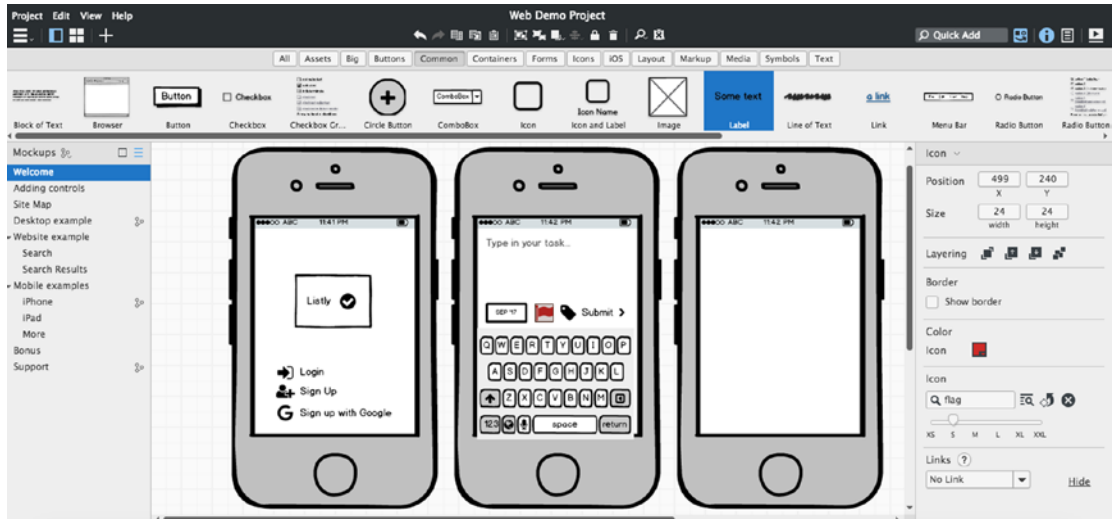 Project Edit View Help
Web Demo Project
Quick Add
All Assets Big Buttons Common Containers Forms Icons iOS Layout Markup Media Symbols Text
Button
Checkbox
ComboBox
Icon Name
Some text
a link
Radio Button
Block of Text Browser Button Checkbox Checkbox Gr... Circle Button ComboBox Icon Icon and Label Image Label Line of Text Link Menu Bar Radio Button Radio Button
Mockups
Welcome
Adding controls
Site Map
Desktop example
Website example
Search
Search Results
Mobile examples
iPhone
iPad
More
Bonus
Support
ABC 11:41 PM
Listly
Login
Sign Up
G Sign up with Google
ABC 11:42 PM
Type in your task...
SEP 17
Submit >
Q W E R T Y U I O P
A S D F G H J K L
Z X C V B N M
123 space return
ABC 11:42 PM
Icon
Position 499 240
X Y
Size 24 24
width height
Layering
Border
Show border
Color
Icon
Icon
flag
XS S M L XL XXL
Links ?
No Link
Hide